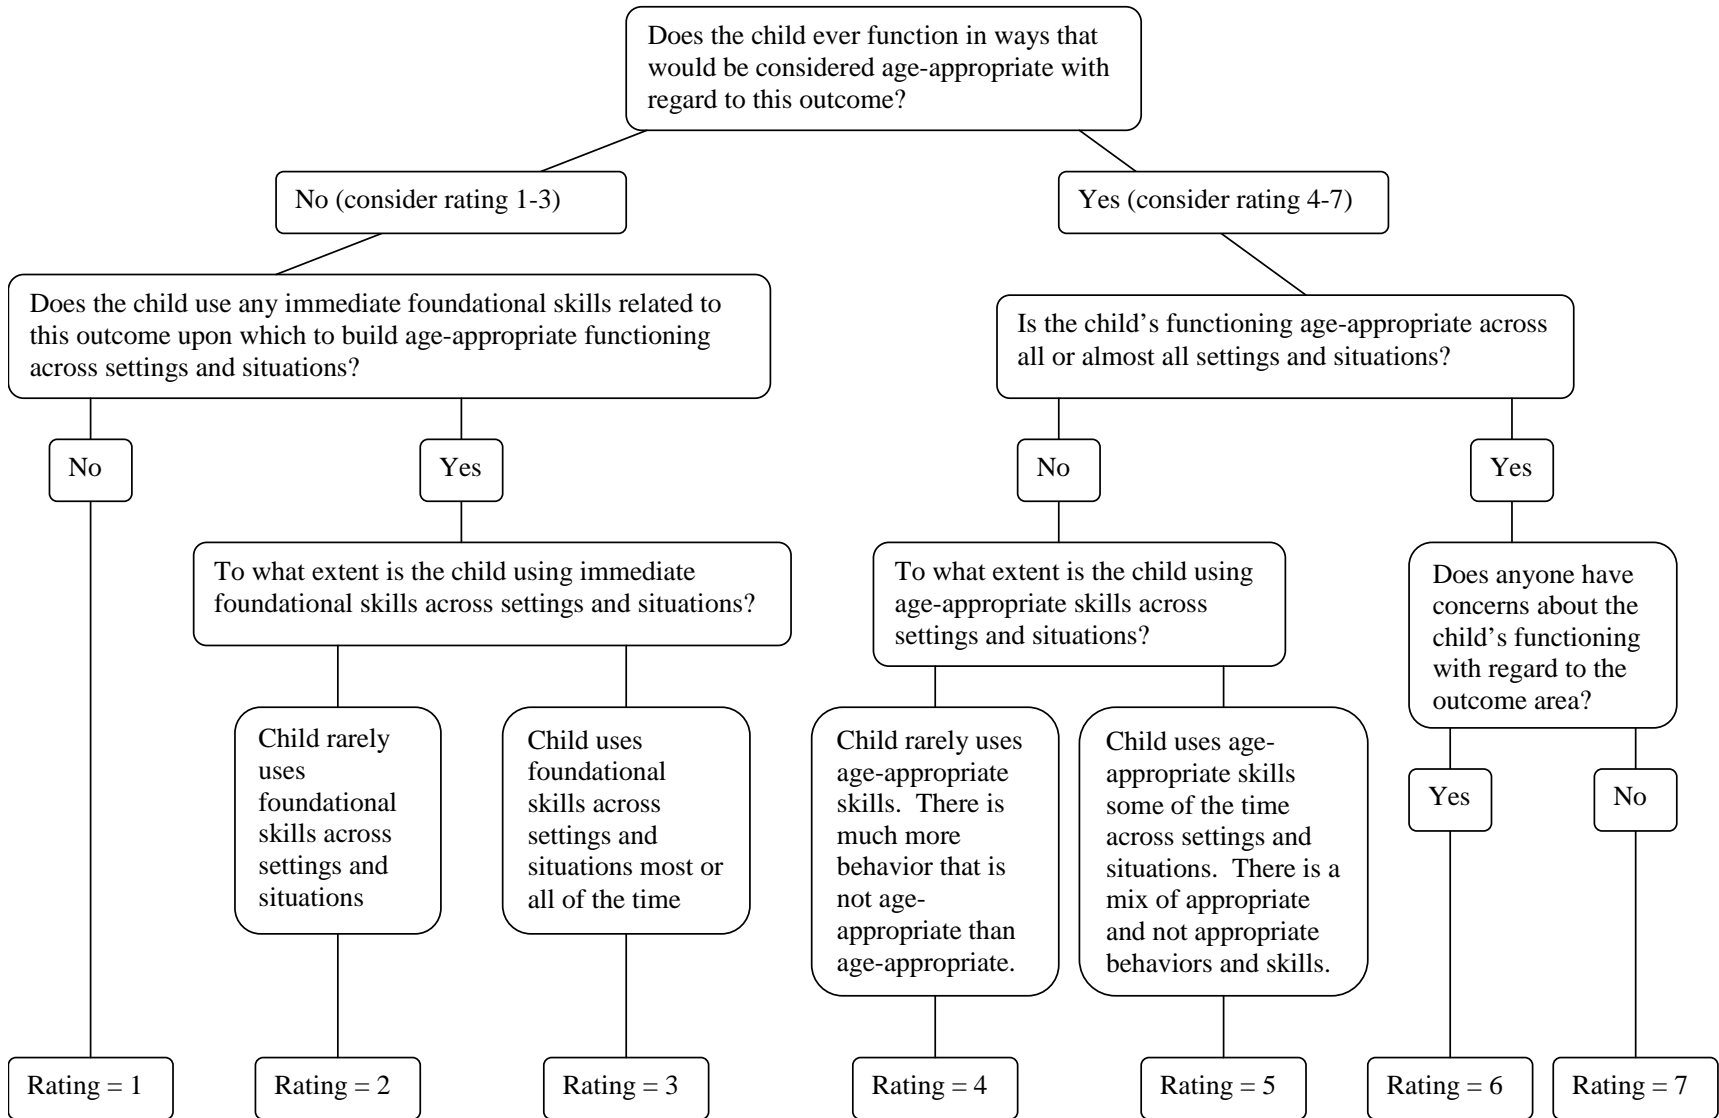 Does the child ever function in ways that
would be considered age-appropriate with
regard to this outcome?
No (consider rating 1-3)
Yes (consider rating 4-7)
Does the child use any immediate foundational skills related to
this outcome upon which to build age-appropriate functioning
across settings and situations?
Is the child’s functioning age-appropriate across
all or almost all settings and situations?
No
Yes
No
Yes
To what extent is the child using immediate
foundational skills across settings and situations?
To what extent is the child using
age-appropriate skills across
settings and situations?
Does anyone have
concerns about the
child’s functioning
with regard to the
outcome area?
Child rarely
uses
foundational
skills across
settings and
situations
Child uses
foundational
skills across
settings and
situations most or
all of the time
Child rarely uses
age-appropriate
skills.  There is
much more
behavior that is
not age-
appropriate than
age-appropriate.
Child uses age-
appropriate skills
some of the time
across settings and
situations.  There is a
mix of appropriate
and not appropriate
behaviors and skills.
Yes
No
Rating = 1
Rating = 2
Rating = 3
Rating = 4
Rating = 5
Rating = 6
Rating = 7